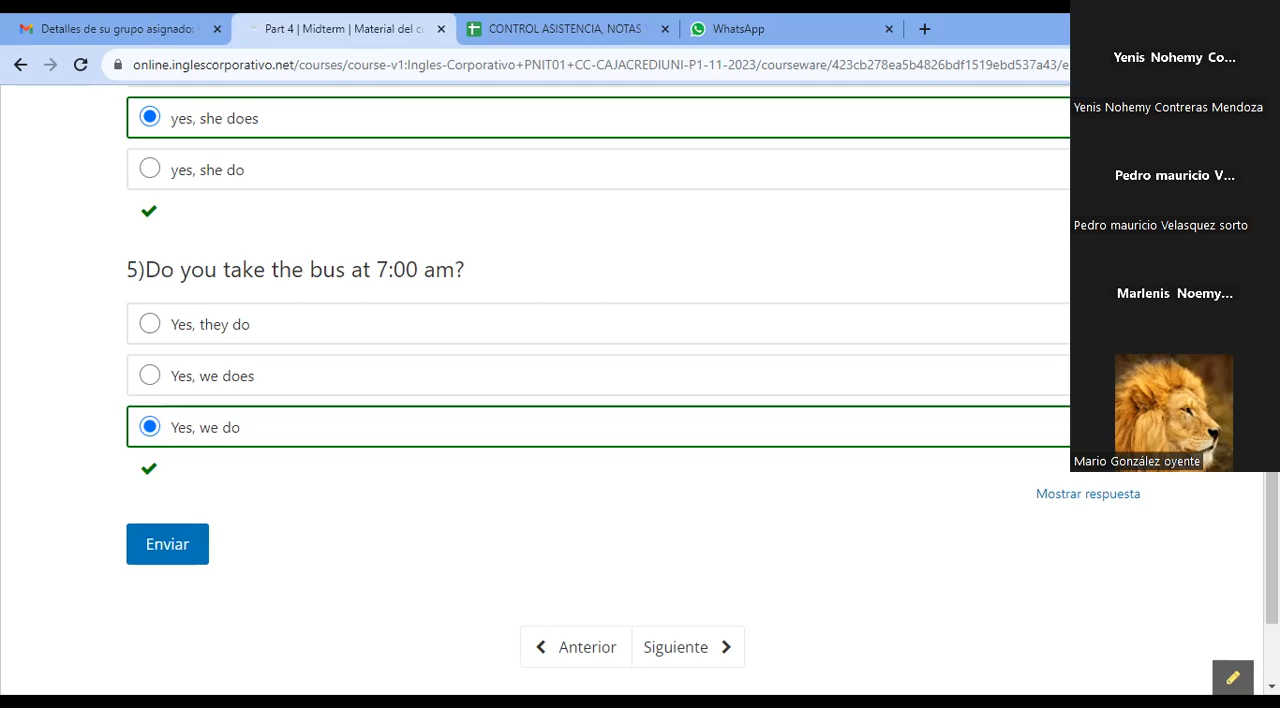 Detalles de su grupo asignado:
Part 4 | Midterm | Material del c
CONTROL ASISTENCIA, NOTAS
WhatsApp
online.inglescorporativo.net/courses/course-v1:Ingles-Corporativo+PNIT01+CC-CAJACREDIUNI-P1-11-2023/courseware/423cb278ea5b4826bdf1519ebd537a43/e
yes, she does
yes, she do
5)Do you take the bus at 7:00 am?
Yes, they do
Yes, we does
Yes, we do
Mostrar respuesta
Enviar
Anterior
Siguiente
Yenis Nohemy Co...
Yenis Nohemy Contreras Mendoza
Pedro mauricio V...
Pedro mauricio Velasquez sorto
Marlenis Noemy...
Mario González oyente